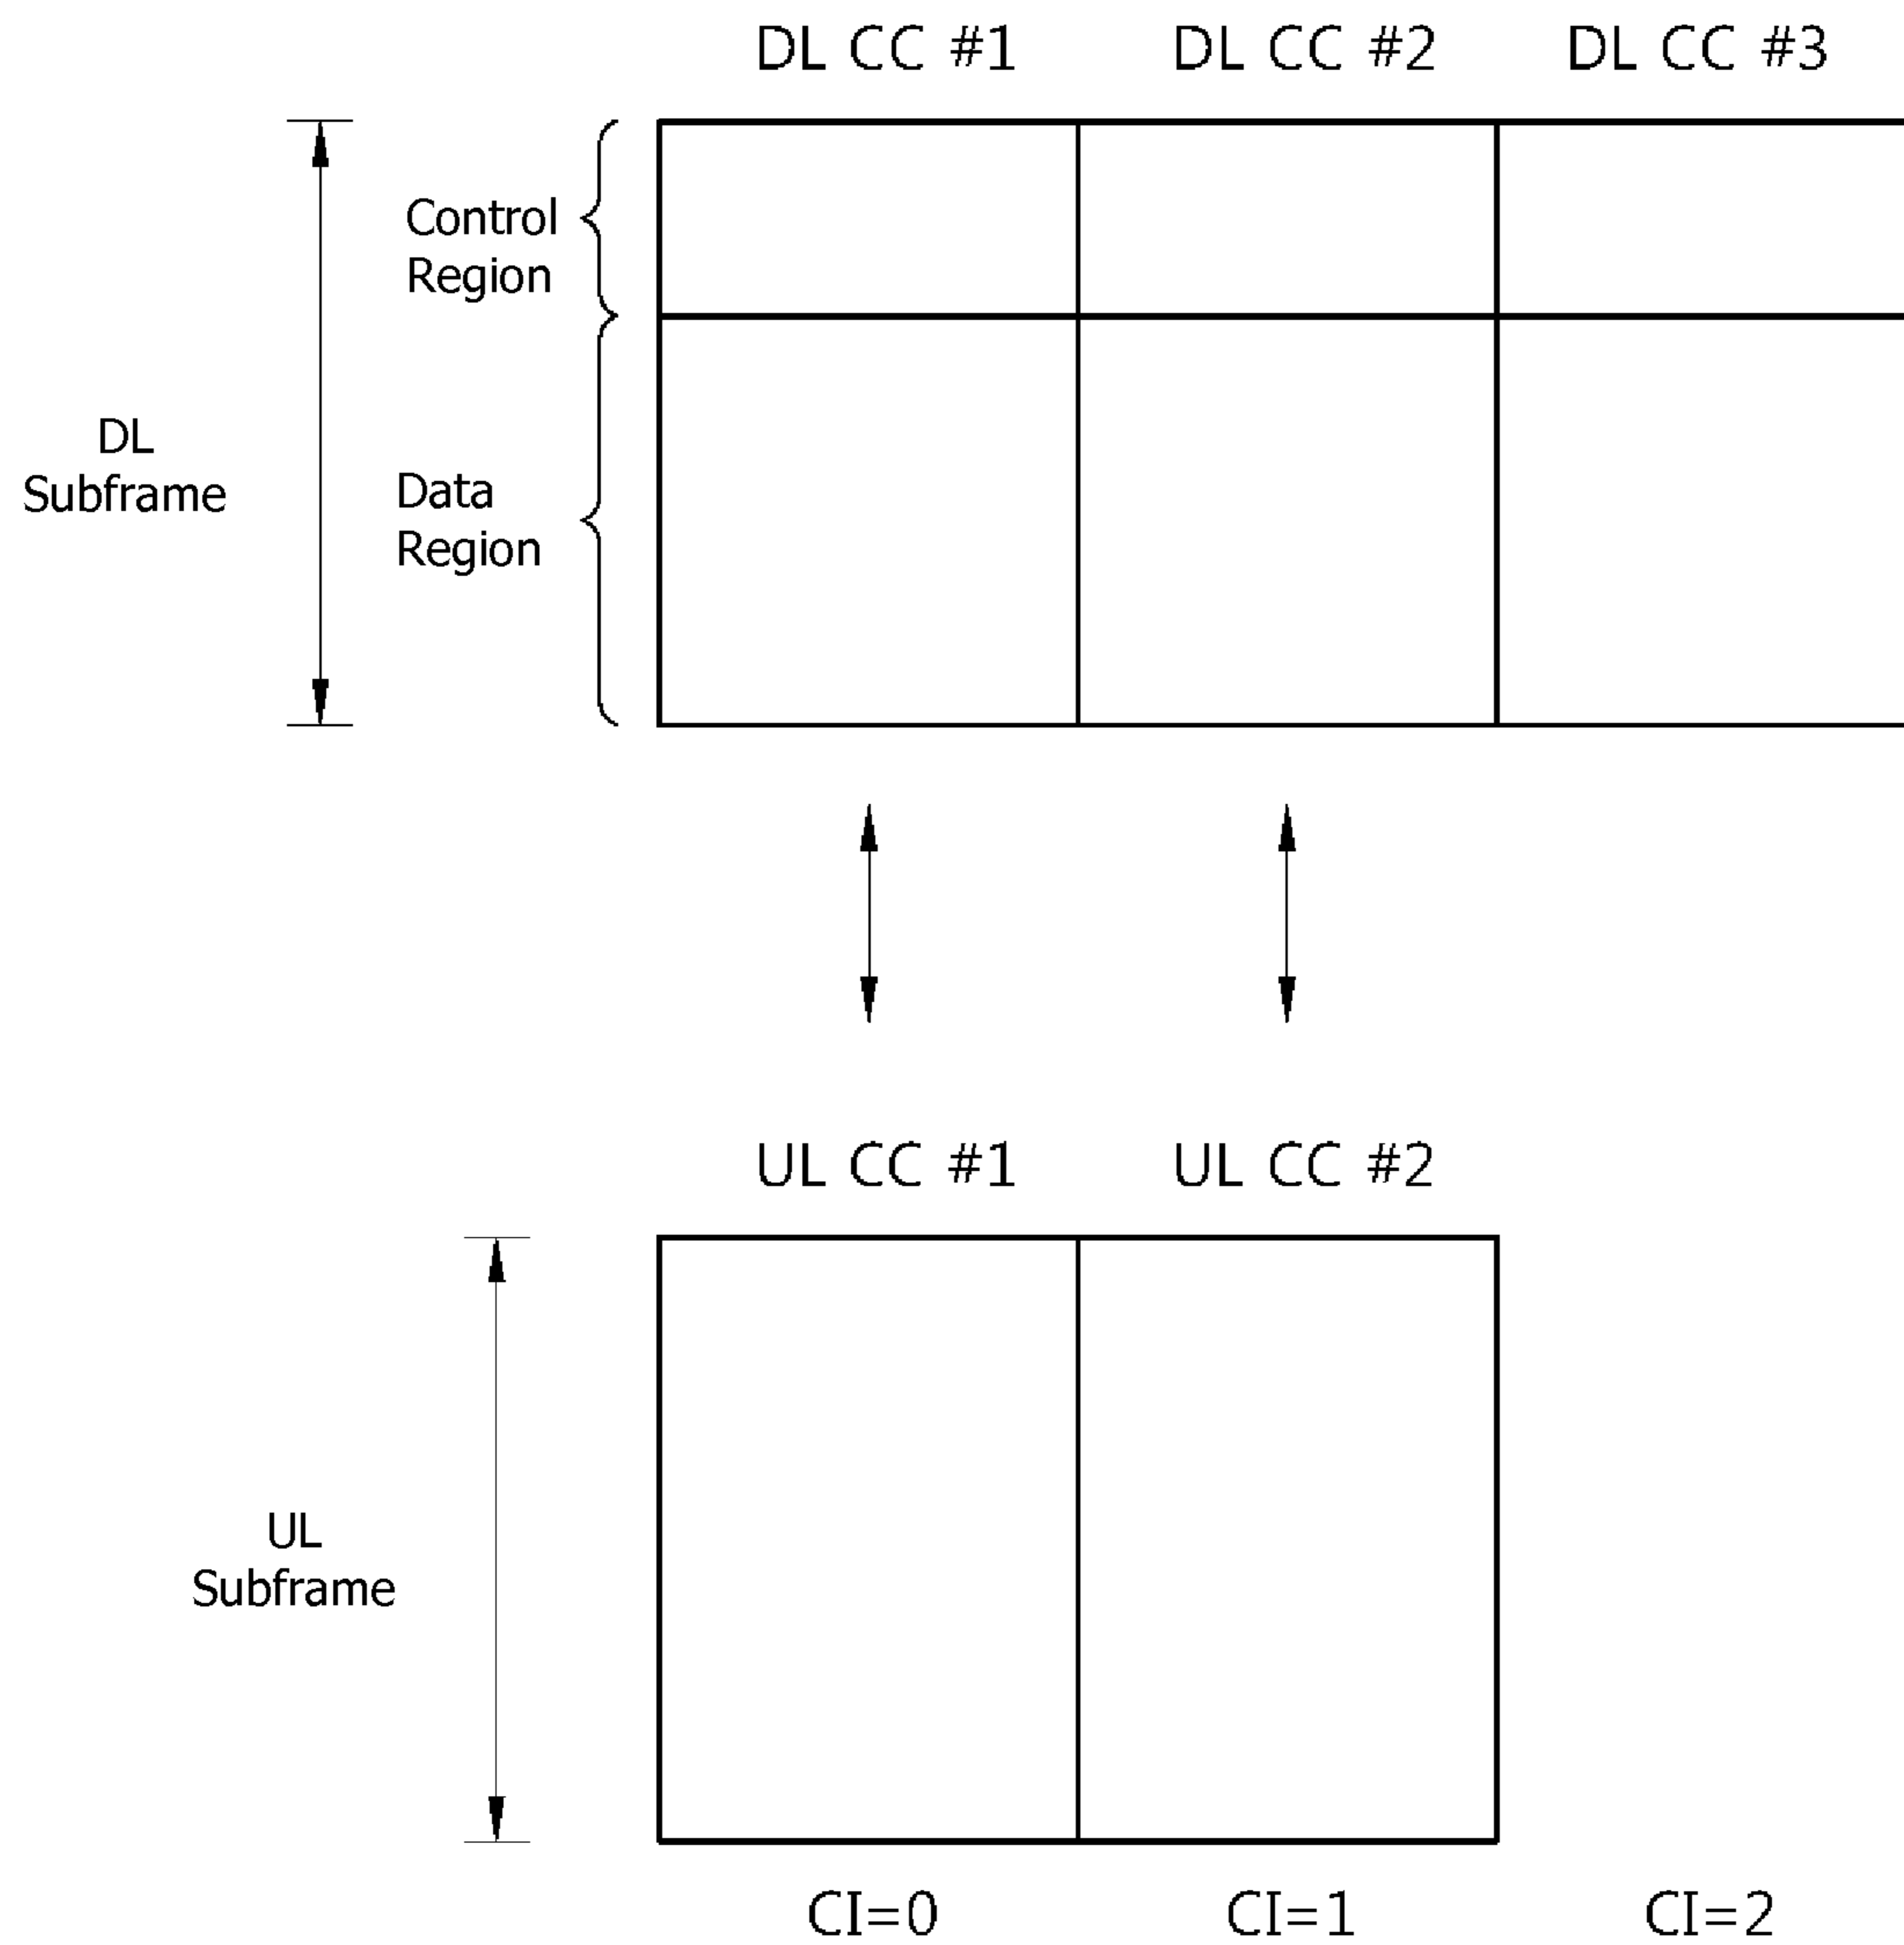 DL CC #1 DL CC #2 DL CC #3
Control
Region
DL
Subframe
Data
Region
UL CC #1 UL CC #2
UL
Subframe
CI=0 CI=1 CI=2